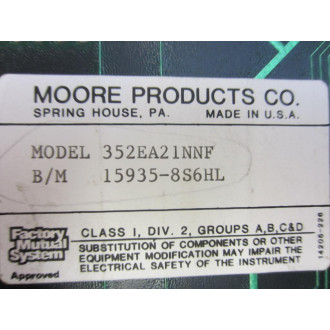 MOORE PRODUCTS CO.
SPRING HOUSE, PA. MADE IN U.S.A.
MODEL 352EA21NNF
B/M 15935-8S6HL
Factory Mutual System
Approved
CLASS I, DIV. 2, GROUPS A,B,C&D
SUBSTITUTION OF COMPONENTS OR OTHER
EQUIPMENT MODIFICATION MAY IMPAIR THE
ELECTRICAL SAFETY OF THE INSTRUMENT
14206-226